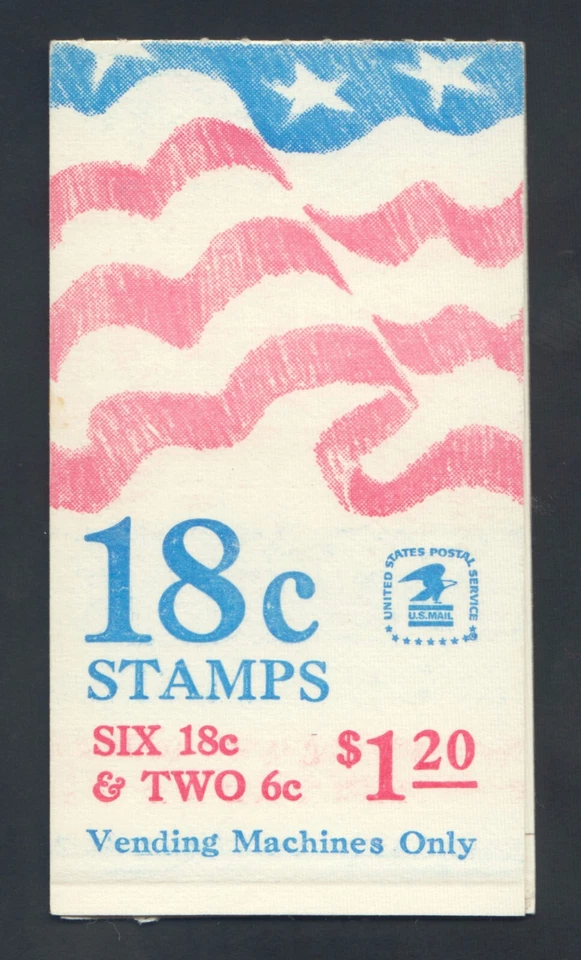 18c
STAMPS
UNITED STATES POSTAL SERVICE
U.S.MAIL
SIX 18c
& TWO 6c
$1 20
Vending Machines Only